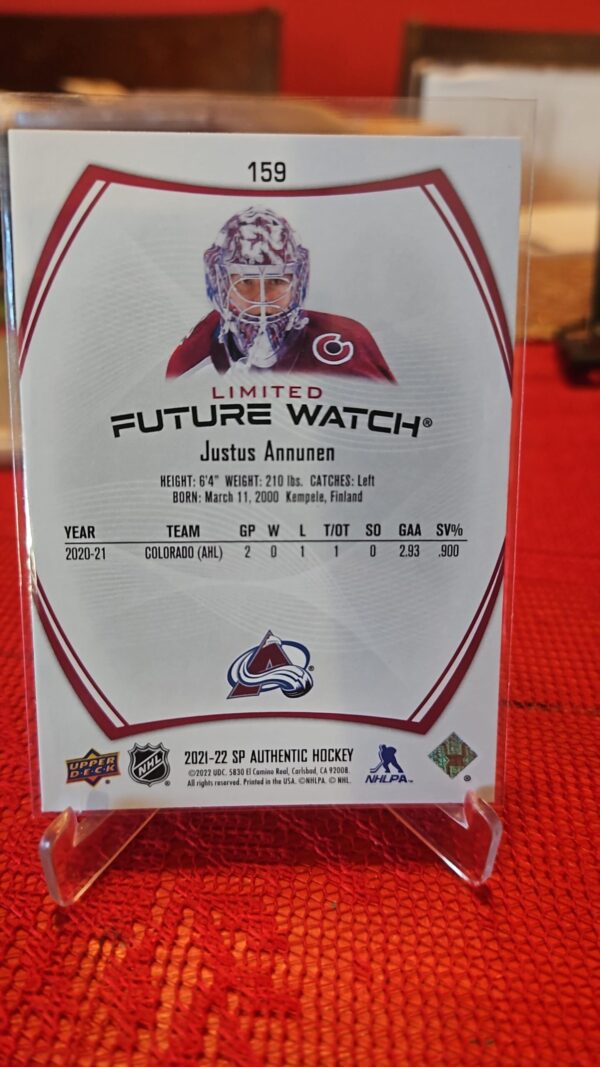 159
LIMITED
FUTURE WATCH®
Justus Annunen
HEIGHT: 6'4" WEIGHT: 210 lbs. CATCHES: Left
BORN: March 11, 2000 Kempele, Finland
YEAR TEAM GP W L T/OT SO GAA SV%
2020-21 COLORADO (AHL) 2 0 1 1 0 2.93 .900
A ®
UPPER
D·E·C·K
NHL
2021-22 SP AUTHENTIC HOCKEY
©2022 UDC. 5830 El Camino Real, Carlsbad, CA 92008.
All rights reserved. Printed in the USA. ©NHLPA. © NHL.
NHLPA™
®